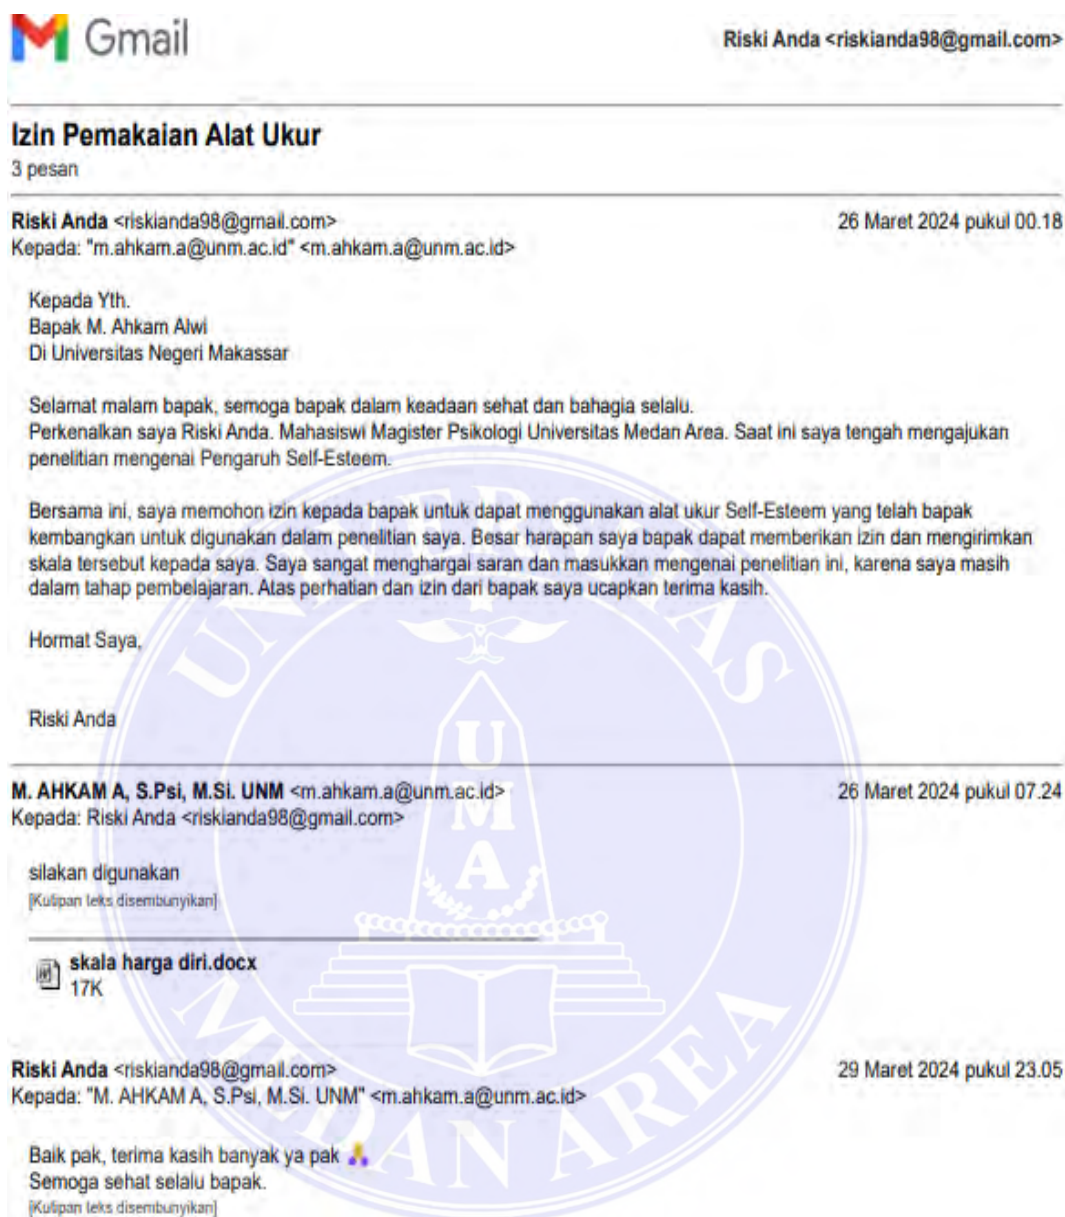 Gmail
Riski Anda <riskianda98@gmail.com>
Izin Pemakaian Alat Ukur
3 pesan
Riski Anda <riskianda98@gmail.com>
26 Maret 2024 pukul 00.18
Kepada: "m.ahkam.a@unm.ac.id" <m.ahkam.a@unm.ac.id>
Kepada Yth.
Bapak M. Ahkam Alwi
Di Universitas Negeri Makassar
Selamat malam bapak, semoga bapak dalam keadaan sehat dan bahagia selalu.
Perkenalkan saya Riski Anda. Mahasiswi Magister Psikologi Universitas Medan Area. Saat ini saya tengah mengajukan
penelitian mengenai Pengaruh Self-Esteem.
Bersama ini, saya memohon izin kepada bapak untuk dapat menggunakan alat ukur Self-Esteem yang telah bapak
kembangkan untuk digunakan dalam penelitian saya. Besar harapan saya bapak dapat memberikan izin dan mengirimkan
skala tersebut kepada saya. Saya sangat menghargai saran dan masukkan mengenai penelitian ini, karena saya masih
dalam tahap pembelajaran. Atas perhatian dan izin dari bapak saya ucapkan terima kasih.
Hormat Saya,
Riski Anda
M. AHKAM A, S.Psi, M.Si. UNM <m.ahkam.a@unm.ac.id>
26 Maret 2024 pukul 07.24
Kepada: Riski Anda <riskianda98@gmail.com>
silakan digunakan
[Kutipan teks disembunyikan]
skala harga diri.docx
17K
Riski Anda <riskianda98@gmail.com>
29 Maret 2024 pukul 23.05
Kepada: "M. AHKAM A, S.Psi, M.Si. UNM" <m.ahkam.a@unm.ac.id>
Baik pak, terima kasih banyak ya pak 🙏
Semoga sehat selalu bapak.
[Kutipan teks disembunyikan]
UNIVERSITAS
UMA
MEDAN AREA